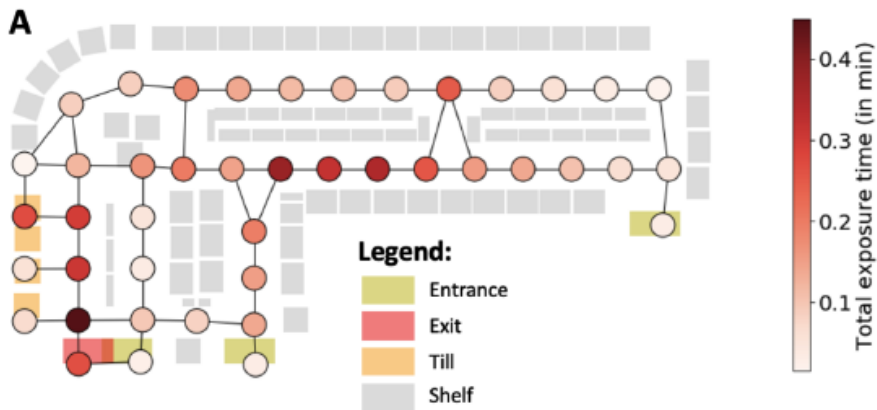 A
Legend:
Entrance
Exit
Till
Shelf
0.4
0.3
0.2
0.1
Total exposure time (in min)